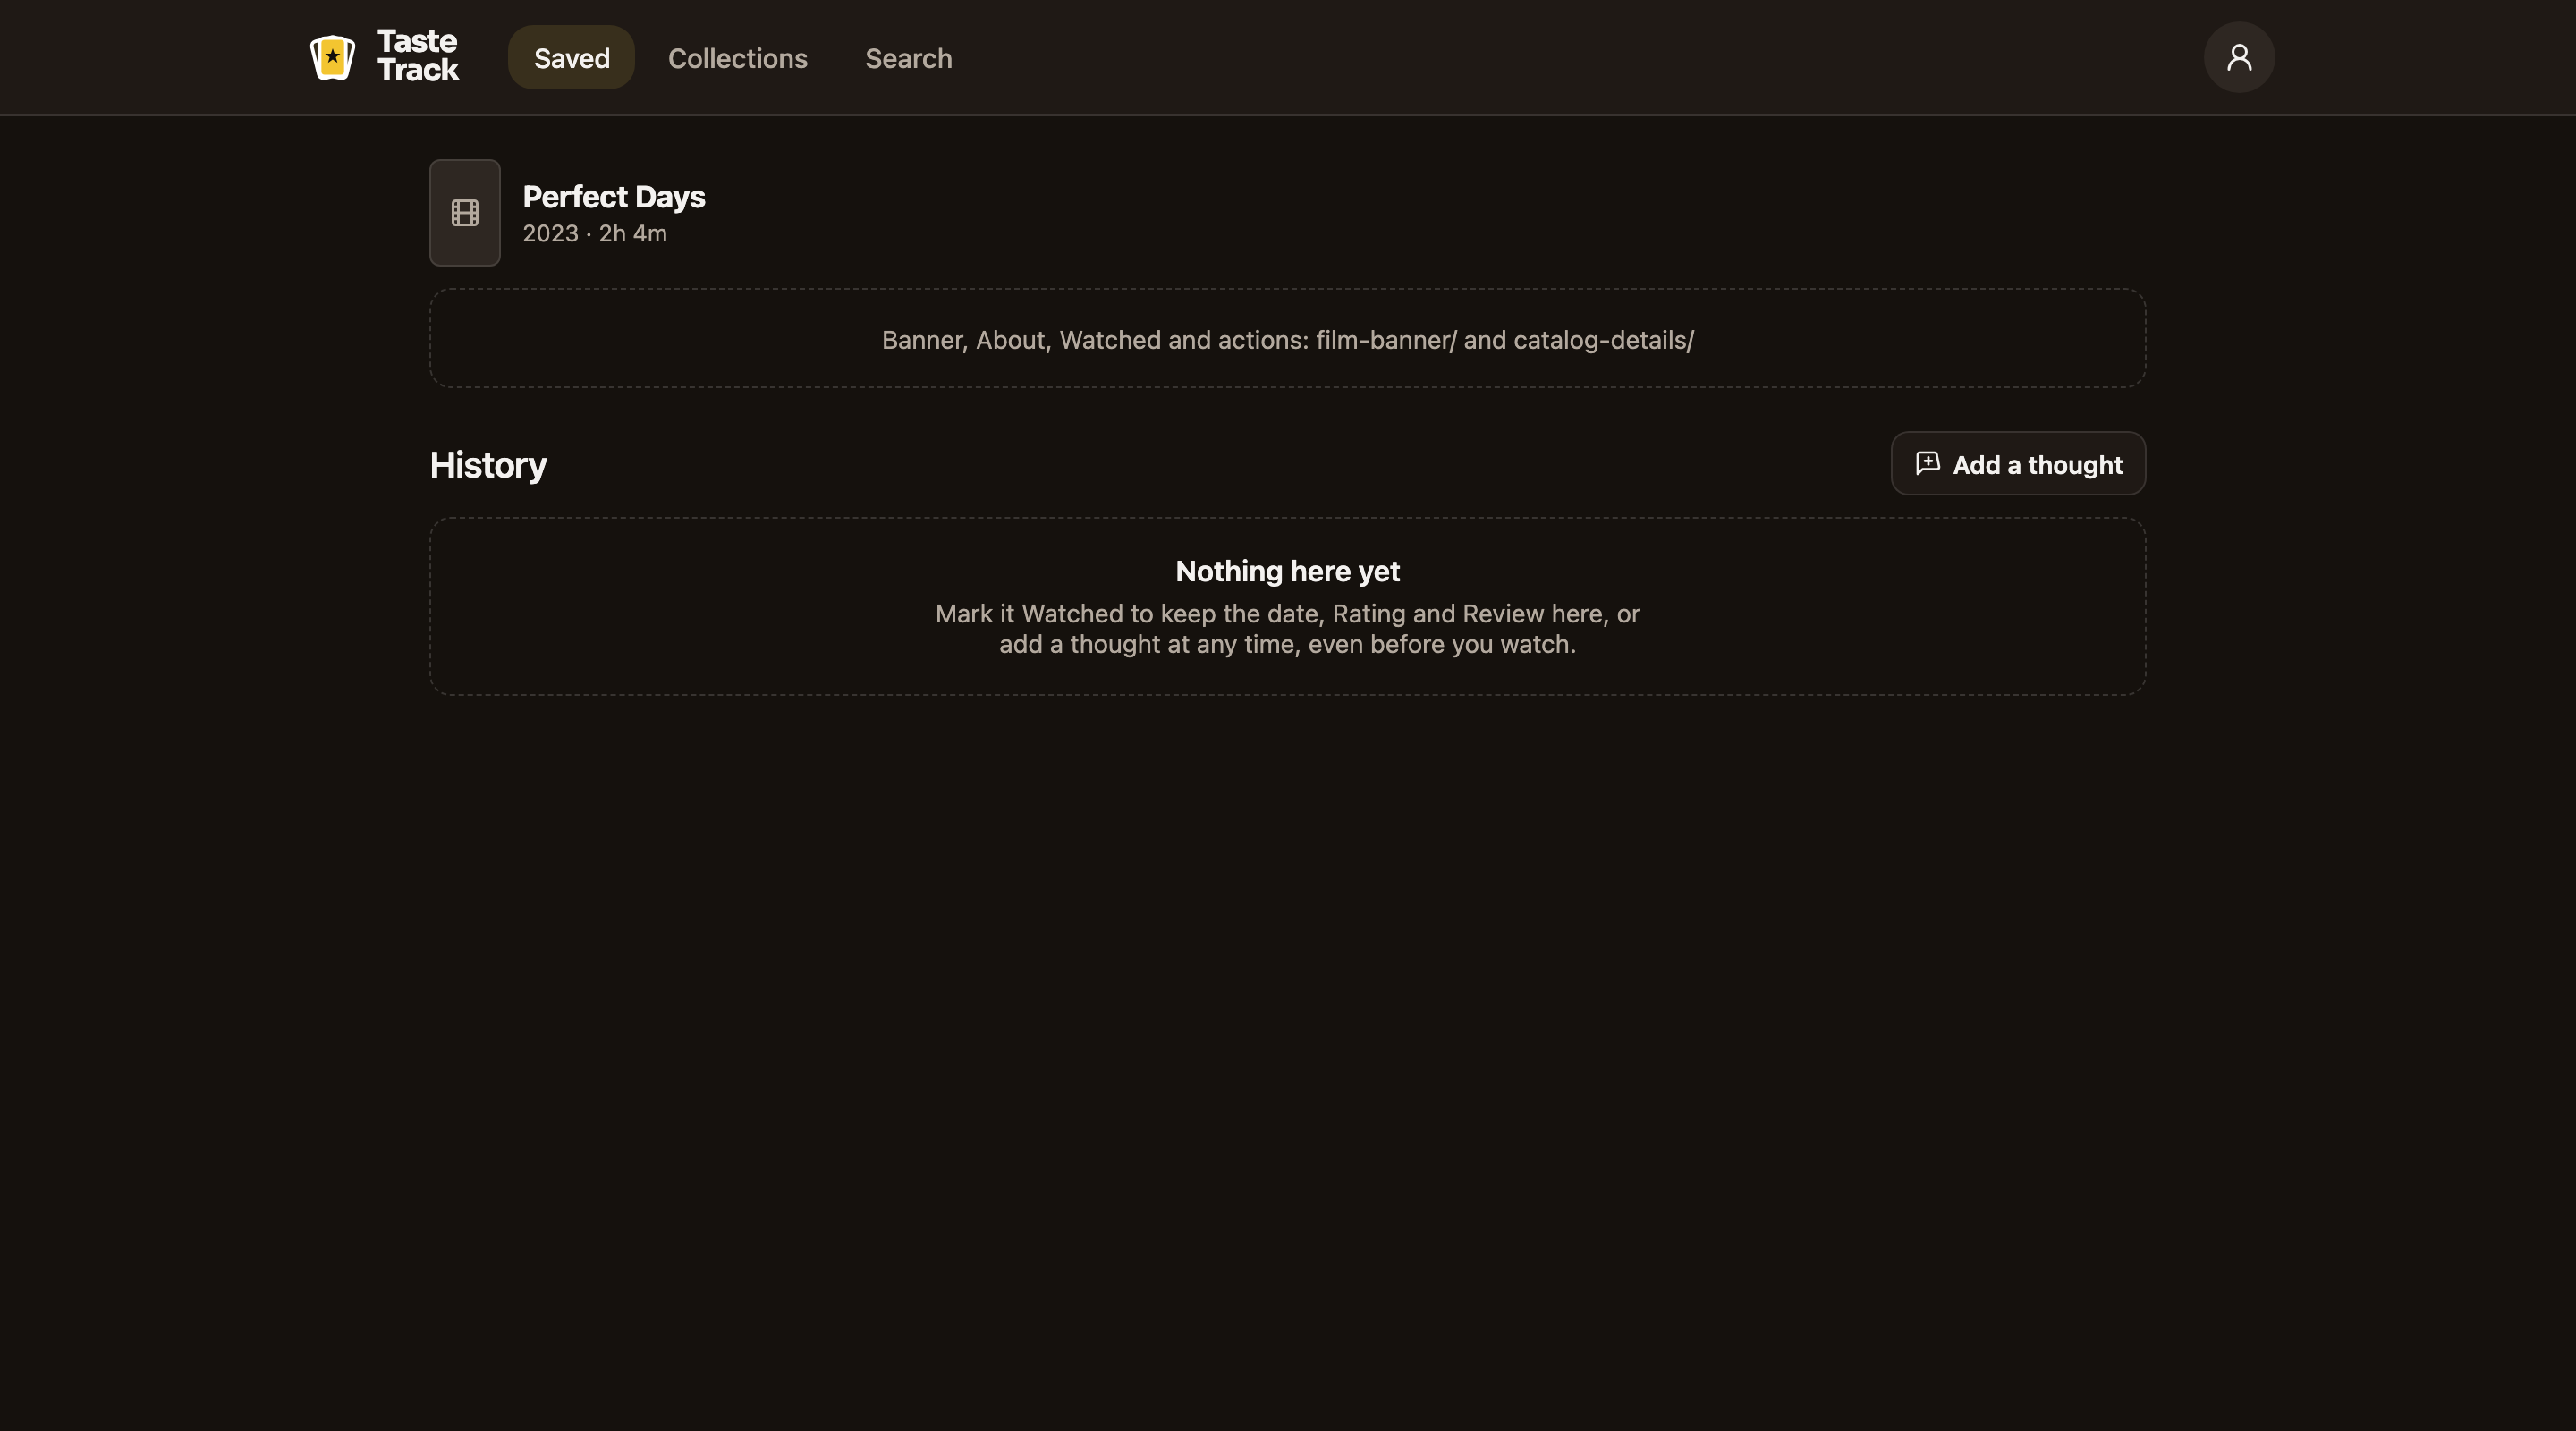 Taste
Track
Saved
Collections
Search
Perfect Days
2023 · 2h 4m
Banner, About, Watched and actions: film-banner/ and catalog-details/
History
Add a thought
Nothing here yet
Mark it Watched to keep the date, Rating and Review here, or
add a thought at any time, even before you watch.